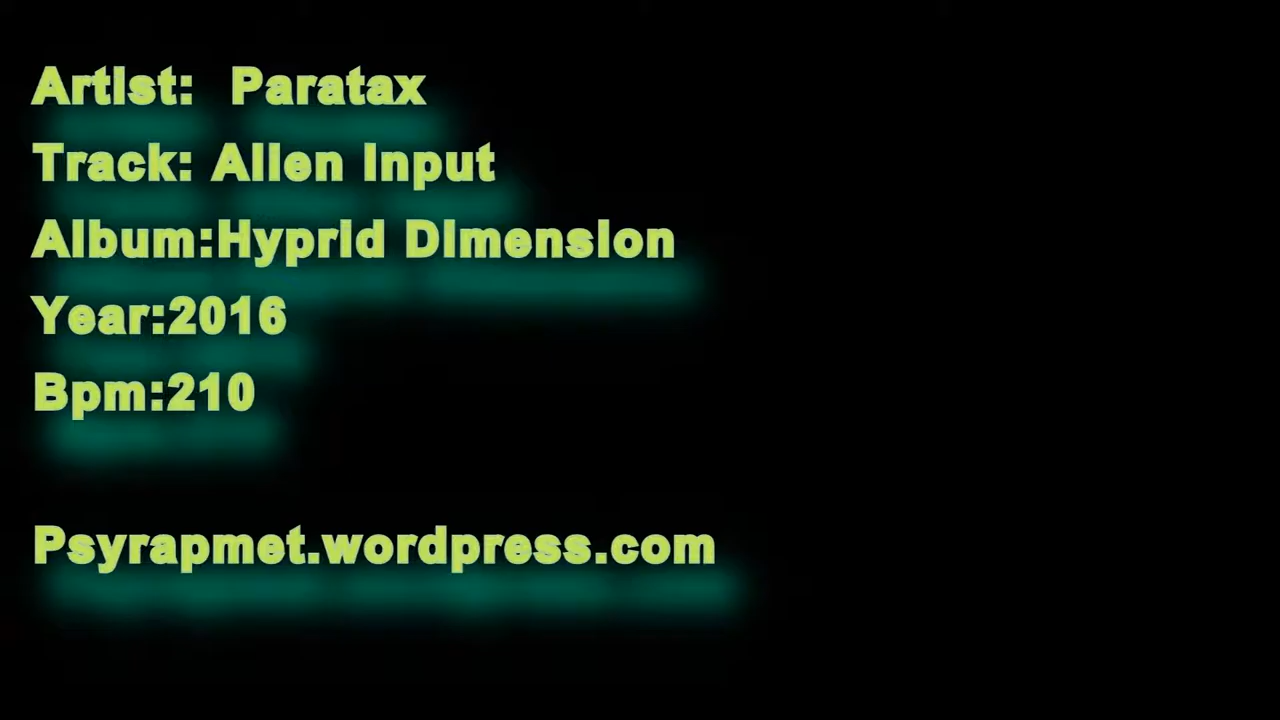 Artist: Paratax
Track: Alien Input
Album:Hyprid Dimension
Year:2016
Bpm:210
Psyrapmet.wordpress.com